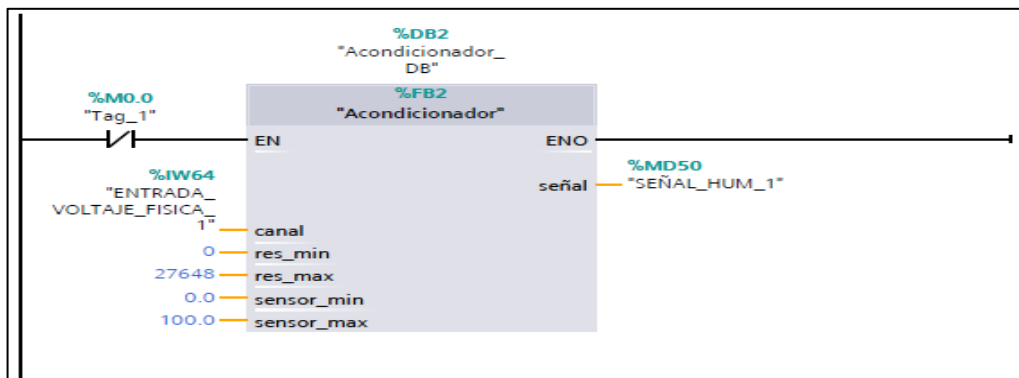 %DB2
"Acondicionador_
DB"
%M0.0
"Tag_1"
%FB2
"Acondicionador"
EN
ENO
%IW64
"ENTRADA_
VOLTAJE_FISICA_
1"
canal
señal
%MD50
"SEÑAL_HUM_1"
0
res_min
27648
res_max
0.0
sensor_min
100.0
sensor_max